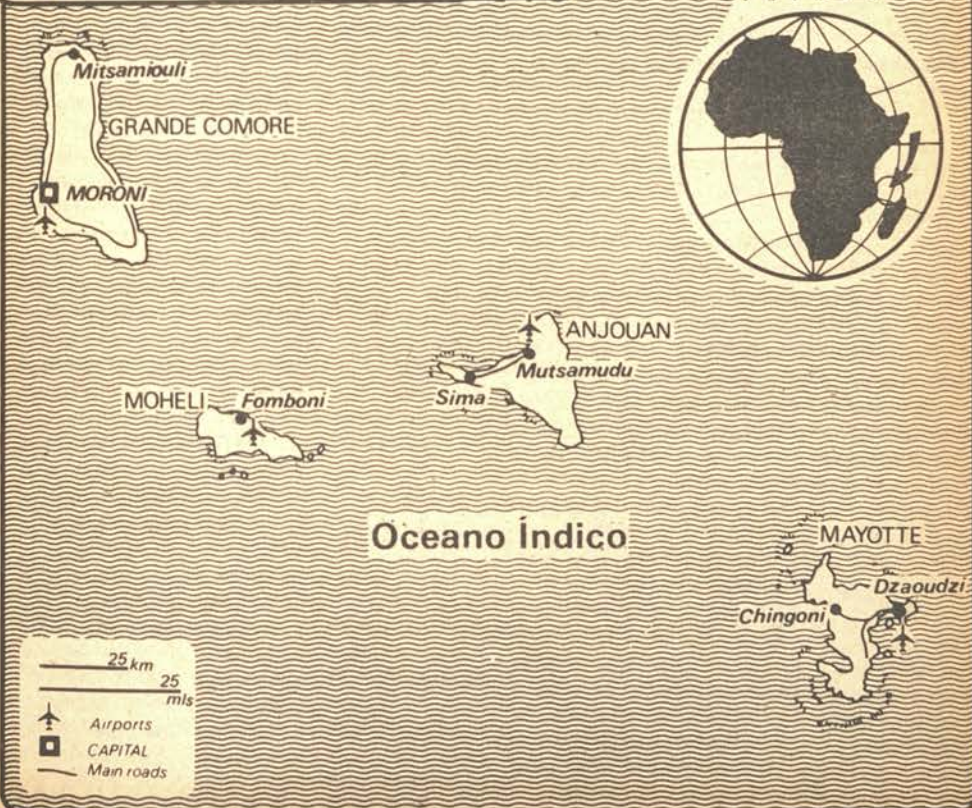 Mitsamiouli
GRANDE COMORE
MORONI
ANJOUAN
Mutsamudu
Sima
MOHELI Fomboni
Oceano Índico
MAYOTTE
Dzaoudzi
Chingoni
25 km
25
mls
Airports
CAPITAL
Main roads